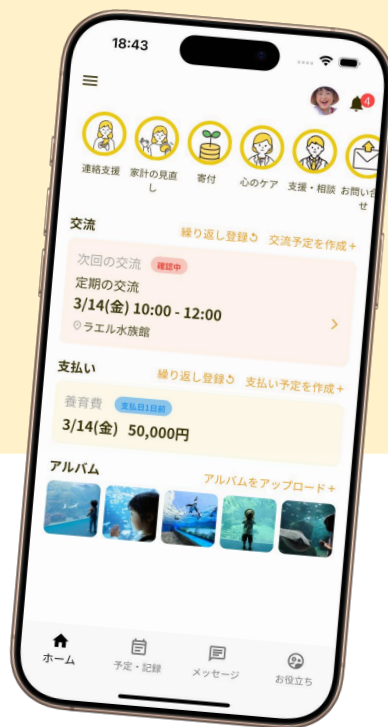 18:43
4
連絡支援
家計の見直
し
寄付
心のケア
支援・相談
お問い合
せ
交流
繰り返し登録
交流予定を作成+
次回の交流
確認中
定期の交流
3/14(金) 10:00 - 12:00
ラエル水族館
支払い
繰り返し登録
支払い予定を作成+
養育費
支払日1日前
3/14(金) 50,000円
アルバム
アルバムをアップロード+
ホーム
予定・記録
メッセージ
お役立ち